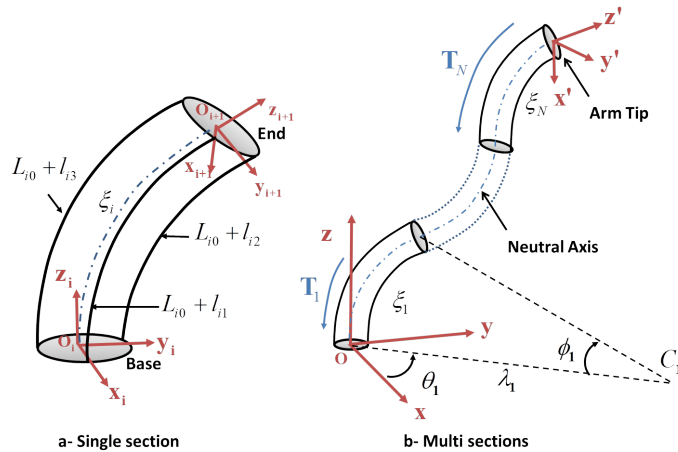 O_{i+1}
z_{i+1}
End
x_{i+1}
y_{i+1}
L_{i0} + l_{i3}
ξ_i
L_{i0} + l_{i2}
z_i
L_{i0} + l_{i1}
O_i
y_i
Base
x_i
a- Single section
z'
y'
x'
T_N
ξ_N
Arm Tip
Neutral Axis
z
T_1
ξ_1
y
O
θ_1
λ_1
ϕ_1
C_1
x
b- Multi sections